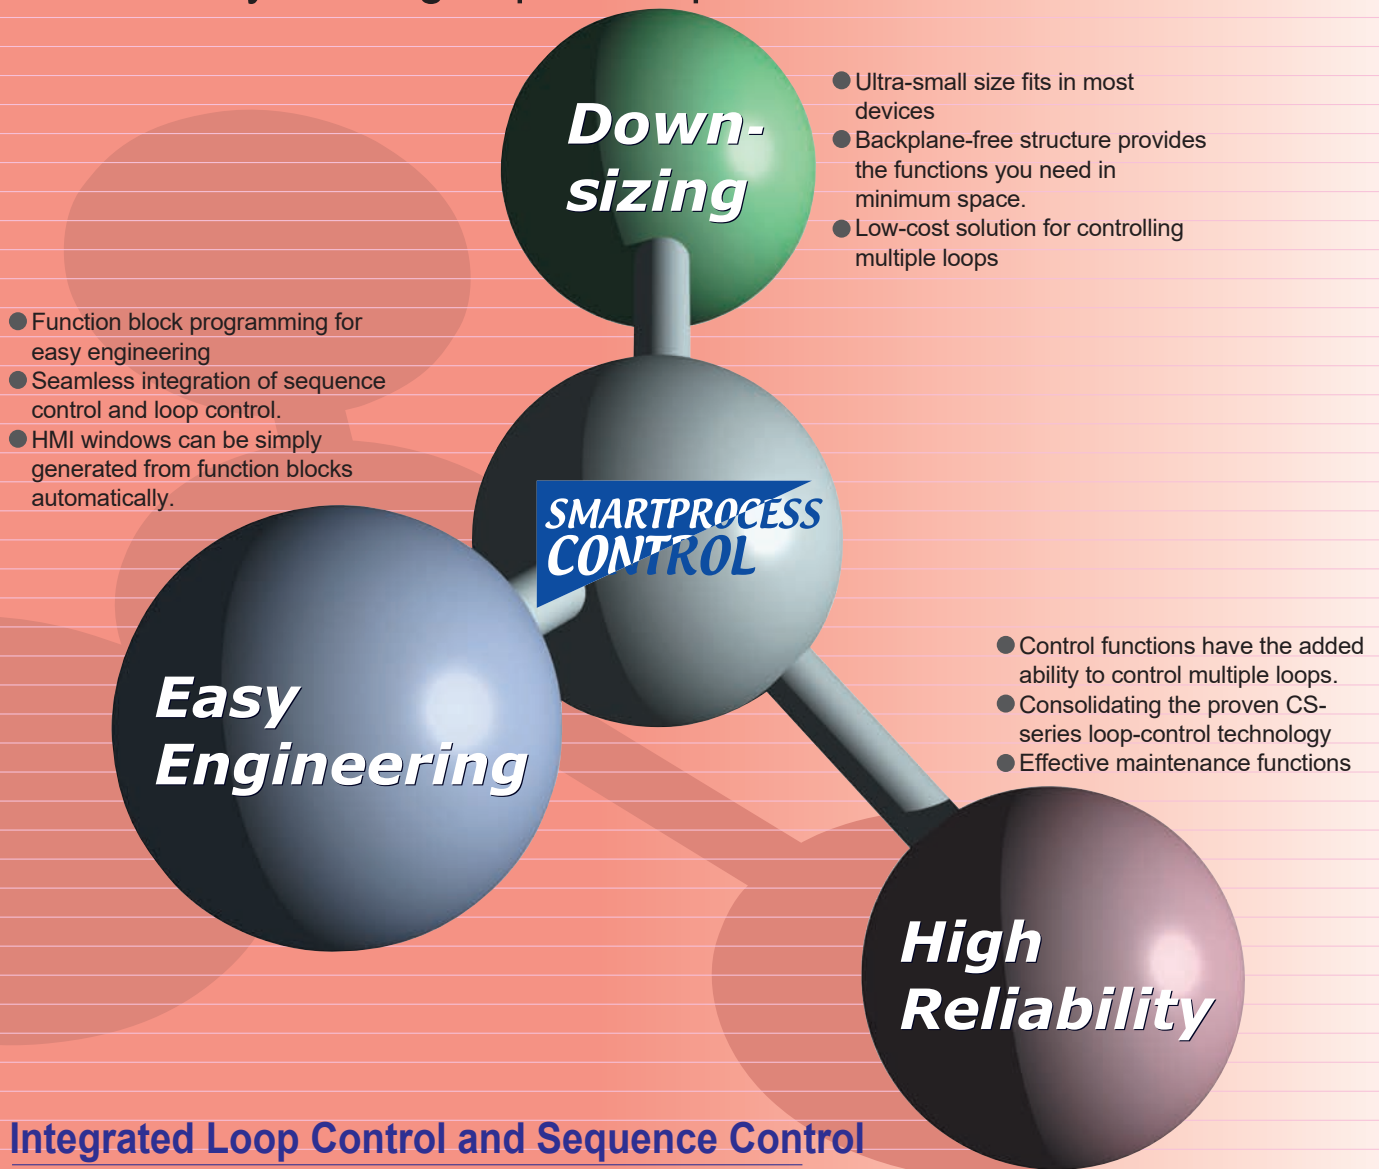 Down-
sizing
● Ultra-small size fits in most
devices
● Backplane-free structure provides
the functions you need in
minimum space.
● Low-cost solution for controlling
multiple loops
● Function block programming for
easy engineering
● Seamless integration of sequence
control and loop control.
● HMI windows can be simply
generated from function blocks
automatically.
SMARTPROCESS
CONTROL
Easy
Engineering
● Control functions have the added
ability to control multiple loops.
● Consolidating the proven CS-
series loop-control technology
● Effective maintenance functions
High
Reliability
Integrated Loop Control and Sequence Control